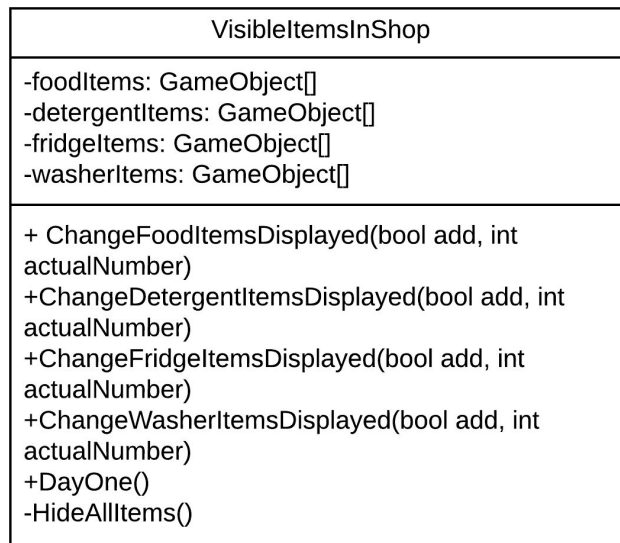 VisibleItemsInShop
-foodItems: GameObject[]
-detergentItems: GameObject[]
-fridgeItems: GameObject[]
-washerItems: GameObject[]
+ ChangeFoodItemsDisplayed(bool add, int
actualNumber)
+ChangeDetergentItemsDisplayed(bool add, int
actualNumber)
+ChangeFridgeItemsDisplayed(bool add, int
actualNumber)
+ChangeWasherItemsDisplayed(bool add, int
actualNumber)
+DayOne()
-HideAllItems()